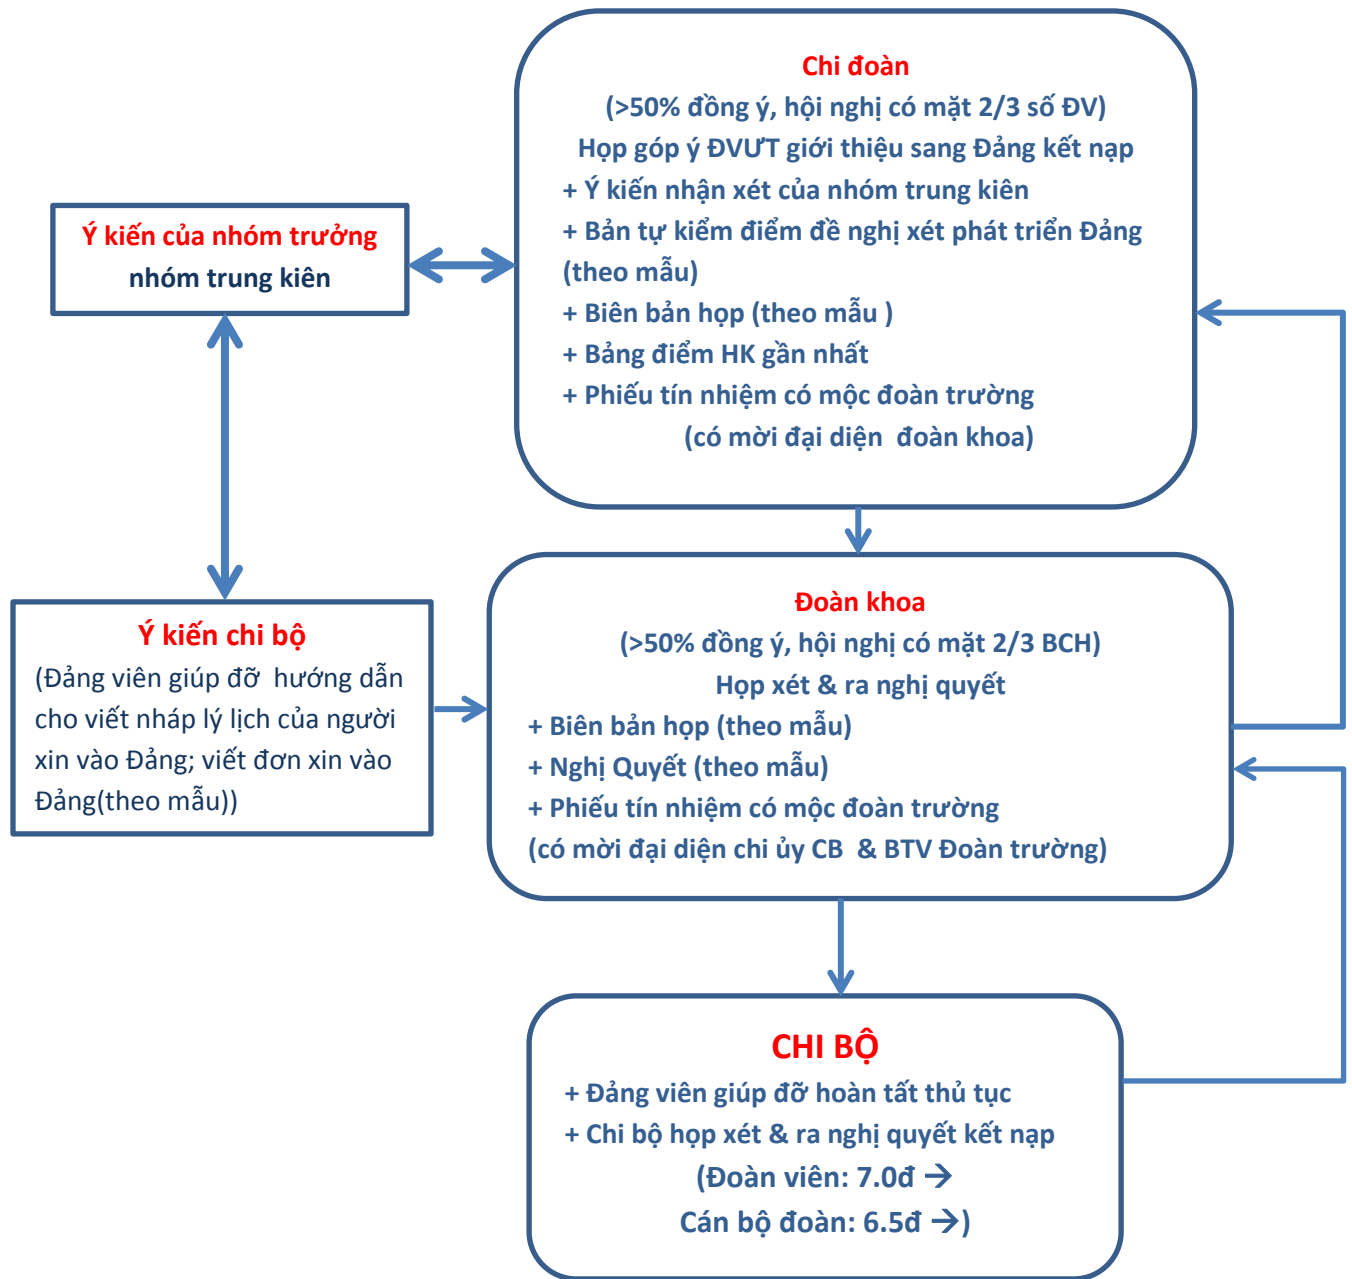 Chi đoàn
(>50% đồng ý, hội nghị có mặt 2/3 số ĐV)
Họp góp ý ĐVƯT giới thiệu sang Đảng kết nạp
+ Ý kiến nhận xét của nhóm trung kiên
+ Bản tự kiểm điểm đề nghị xét phát triển Đảng
(theo mẫu)
+ Biên bản họp (theo mẫu )
+ Bảng điểm HK gần nhất
+ Phiếu tín nhiệm có mộc đoàn trường
(có mời đại diện  đoàn khoa)
Ý kiến của nhóm trưởng
nhóm trung kiên
Ý kiến chi bộ
(Đảng viên giúp đỡ  hướng dẫn
cho viết nháp lý lịch của người
xin vào Đảng; viết đơn xin vào
Đảng(theo mẫu))
Đoàn khoa
(>50% đồng ý, hội nghị có mặt 2/3 BCH)
Họp xét & ra nghị quyết
+ Biên bản họp (theo mẫu)
+ Nghị Quyết (theo mẫu)
+ Phiếu tín nhiệm có mộc đoàn trường
(có mời đại diện chi ủy CB  & BTV Đoàn trường)
CHI BỘ
+ Đảng viên giúp đỡ hoàn tất thủ tục
+ Chi bộ họp xét & ra nghị quyết kết nạp
(Đoàn viên: 7.0đ →
Cán bộ đoàn: 6.5đ →)